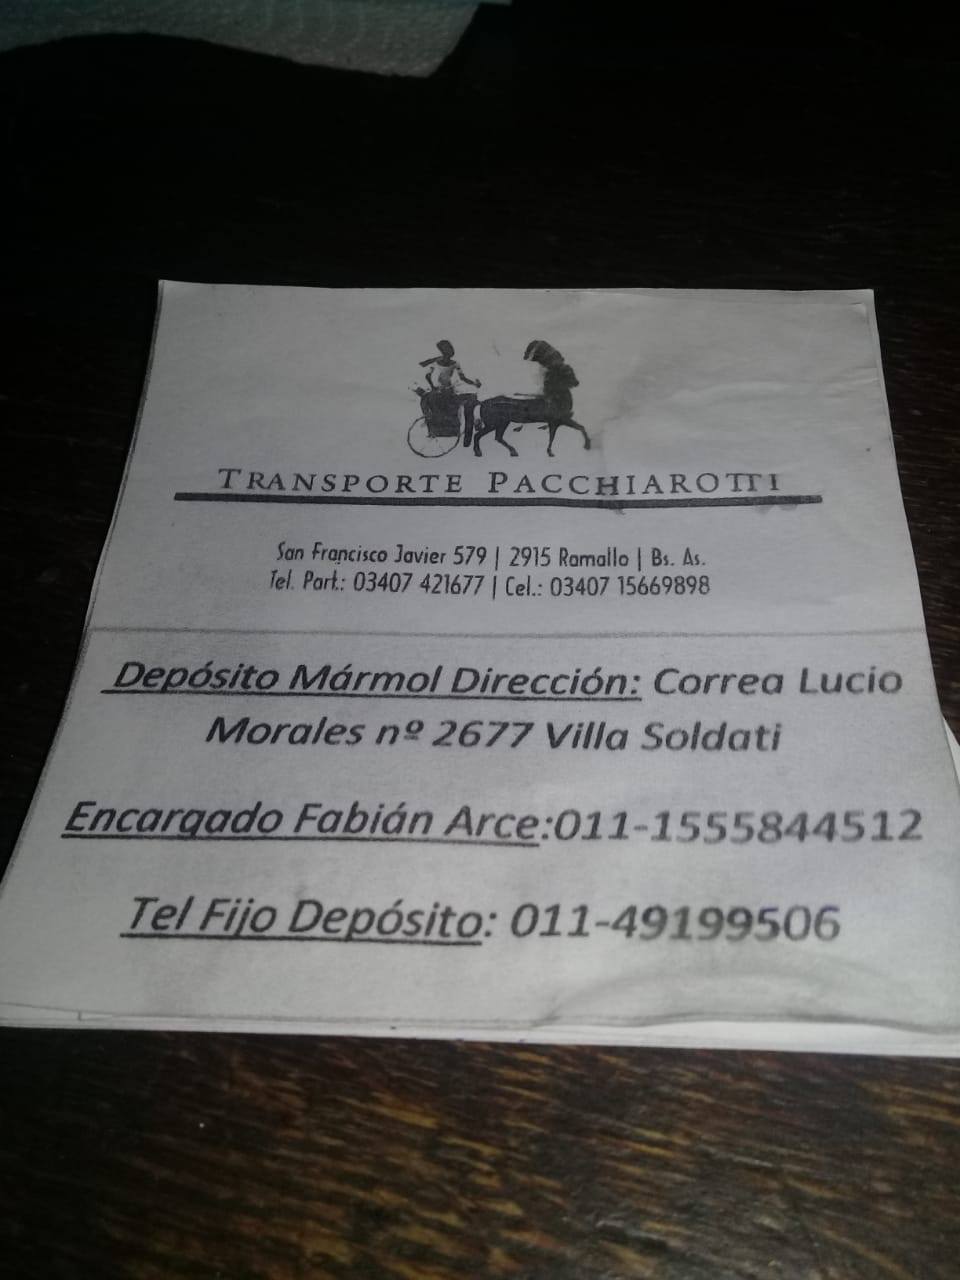 TRANSPORTE PACCHIAROTTI
San Francisco Javier 579 | 2915 Ramallo | Bs. As.
Tel. Part.: 03407 421677 | Cel.: 03407 15669898
Depósito Mármol Dirección: Correa Lucio
Morales nº 2677 Villa Soldati
Encargado Fabián Arce:011-1555844512
Tel Fijo Depósito: 011-49199506